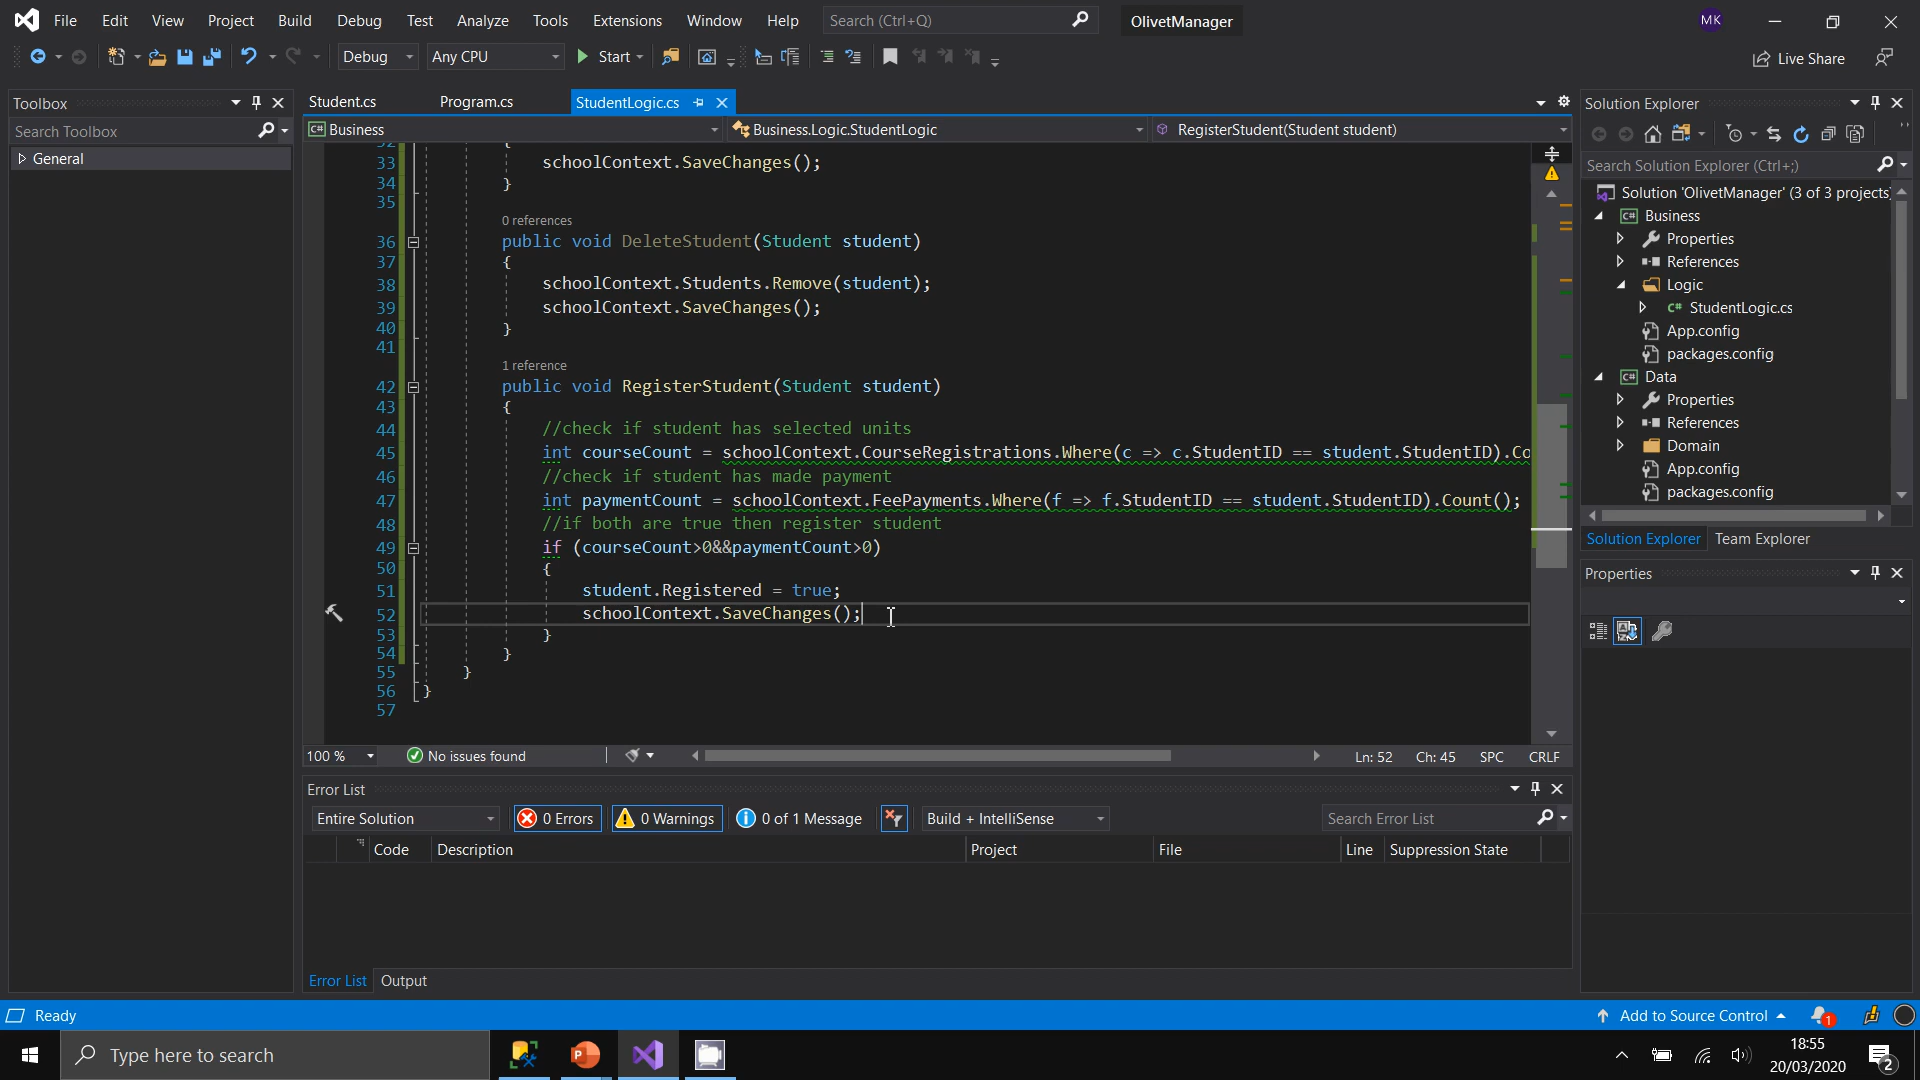 File Edit View Project Build Debug Test Analyze Tools Extensions Window Help Search (Ctrl+Q) OlivetManager MK
Debug Any CPU Start Live Share
Toolbox
Search Toolbox
General
Student.cs Program.cs StudentLogic.cs
Business Business.Logic.StudentLogic RegisterStudent(Student student)
33 schoolContext.SaveChanges();
34 }
35
0 references
36 public void DeleteStudent(Student student)
37 {
38 schoolContext.Students.Remove(student);
39 schoolContext.SaveChanges();
40 }
41
1 reference
42 public void RegisterStudent(Student student)
43 {
44 //check if student has selected units
45 int courseCount = schoolContext.CourseRegistrations.Where(c => c.StudentID == student.StudentID).Co
46 //check if student has made payment
47 int paymentCount = schoolContext.FeePayments.Where(f => f.StudentID == student.StudentID).Count();
48 //if both are true then register student
49 if (courseCount>0&&paymentCount>0)
50 {
51 student.Registered = true;
52 schoolContext.SaveChanges();
53 }
54 }
55 }
56 }
57
100 % No issues found Ln: 52 Ch: 45 SPC CRLF
Error List
Entire Solution 0 Errors 0 Warnings 0 of 1 Message Build + IntelliSense Search Error List
Code Description Project File Line Suppression State
Error List Output
Solution Explorer
Search Solution Explorer (Ctrl+;)
Solution 'OlivetManager' (3 of 3 projects
C# Business
Properties
References
Logic
C# StudentLogic.cs
App.config
packages.config
C# Data
Properties
References
Domain
App.config
packages.config
Solution Explorer Team Explorer
Properties
Ready Add to Source Control 1
Type here to search
18:55
20/03/2020
2